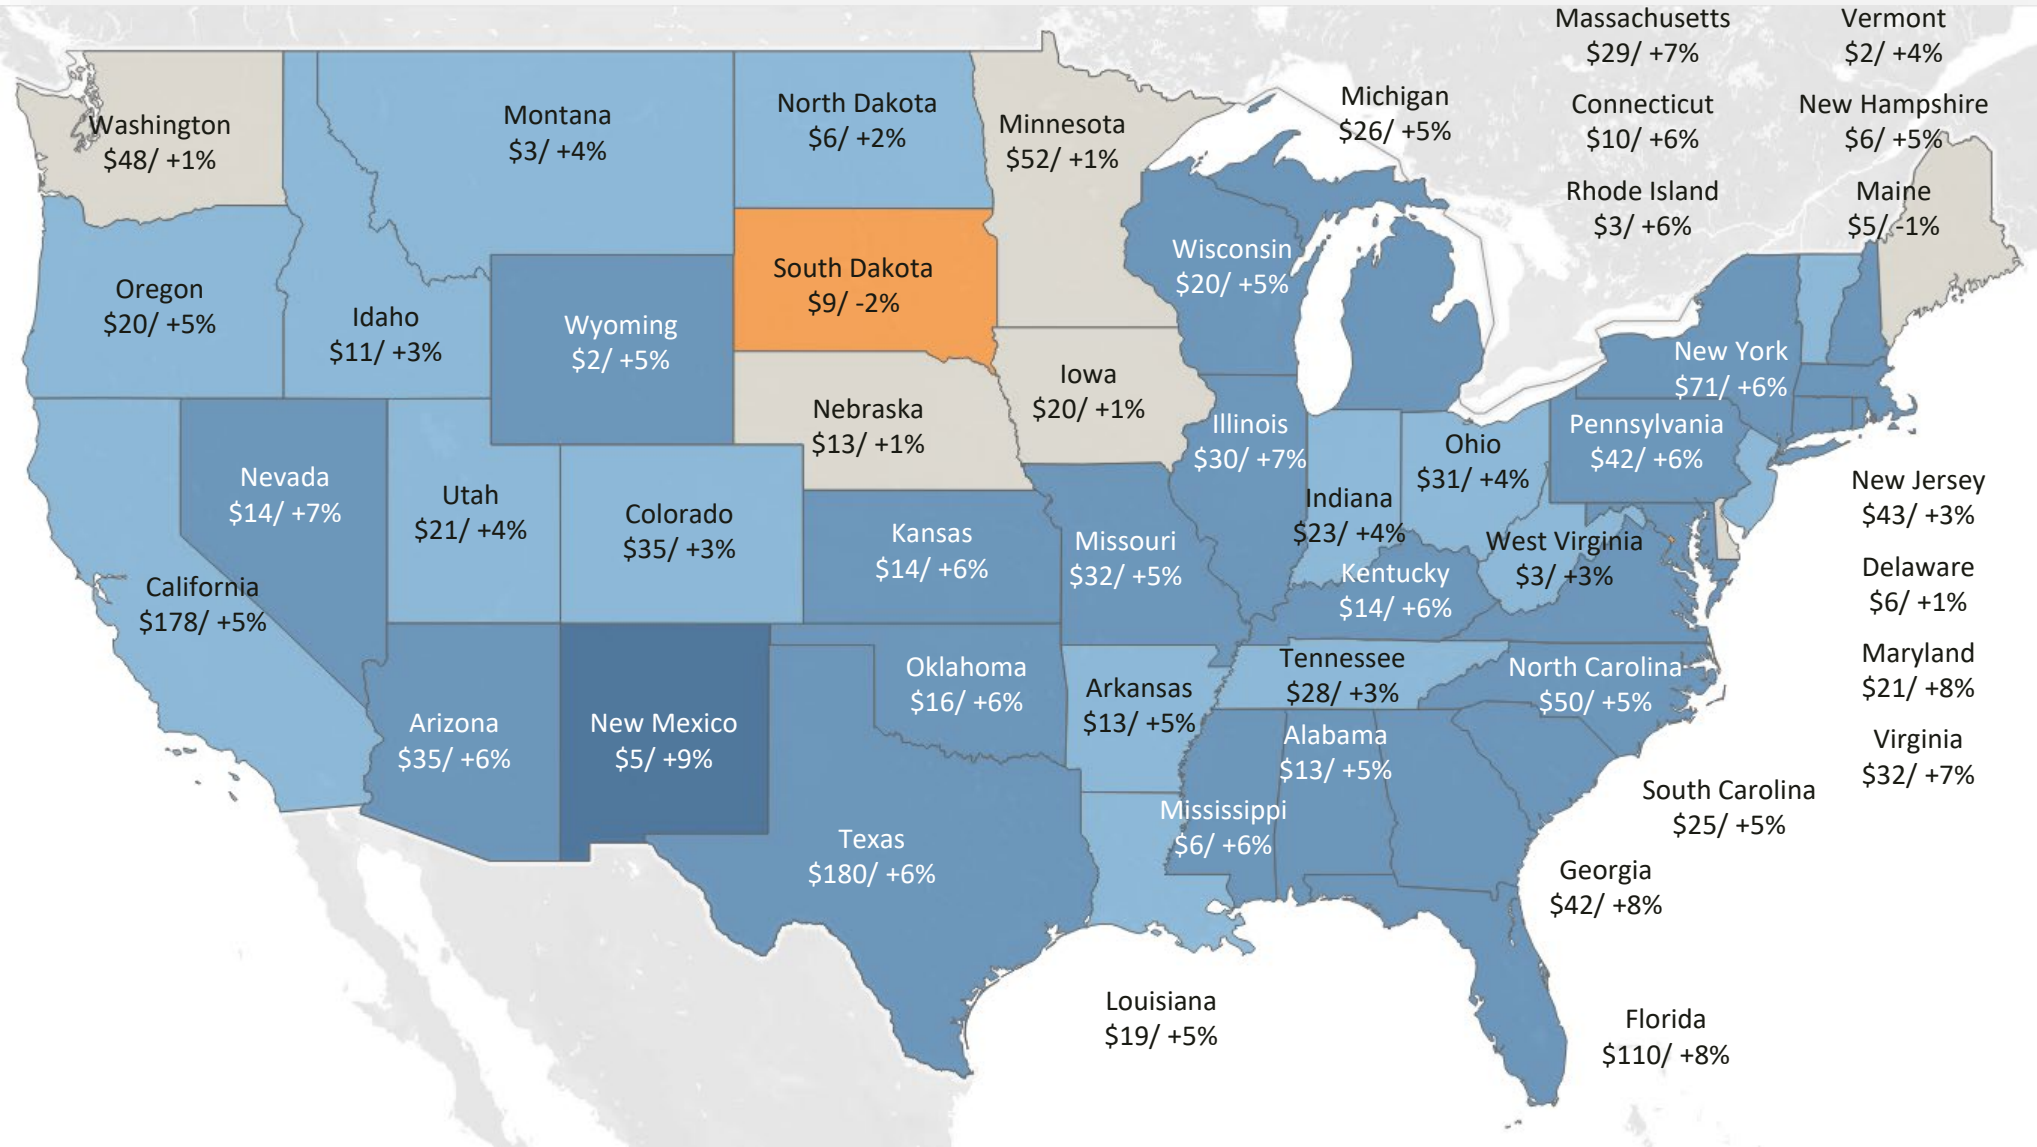 Massachusetts
$29/ +7%
Vermont
$2/ +4%
Michigan
$26/ +5%
Connecticut
$10/ +6%
New Hampshire
$6/ +5%
Rhode Island
$3/ +6%
Maine
$5/ -1%
Washington
$48/ +1%
Montana
$3/ +4%
North Dakota
$6/ +2%
Minnesota
$52/ +1%
Wisconsin
$20/ +5%
South Dakota
$9/ -2%
Oregon
$20/ +5%
Idaho
$11/ +3%
Wyoming
$2/ +5%
New York
$71/ +6%
Iowa
$20/ +1%
Nebraska
$13/ +1%
Illinois
$30/ +7%
Pennsylvania
$42/ +6%
Ohio
$31/ +4%
Nevada
$14/ +7%
Utah
$21/ +4%
Colorado
$35/ +3%
Indiana
$23/ +4%
New Jersey
$43/ +3%
Kansas
$14/ +6%
Missouri
$32/ +5%
West Virginia
$3/ +3%
Kentucky
$14/ +6%
Delaware
$6/ +1%
California
$178/ +5%
Oklahoma
$16/ +6%
Arkansas
$13/ +5%
Tennessee
$28/ +3%
North Carolina
$50/ +5%
Maryland
$21/ +8%
Arizona
$35/ +6%
New Mexico
$5/ +9%
Alabama
$13/ +5%
Virginia
$32/ +7%
South Carolina
$25/ +5%
Mississippi
$6/ +6%
Texas
$180/ +6%
Georgia
$42/ +8%
Louisiana
$19/ +5%
Florida
$110/ +8%